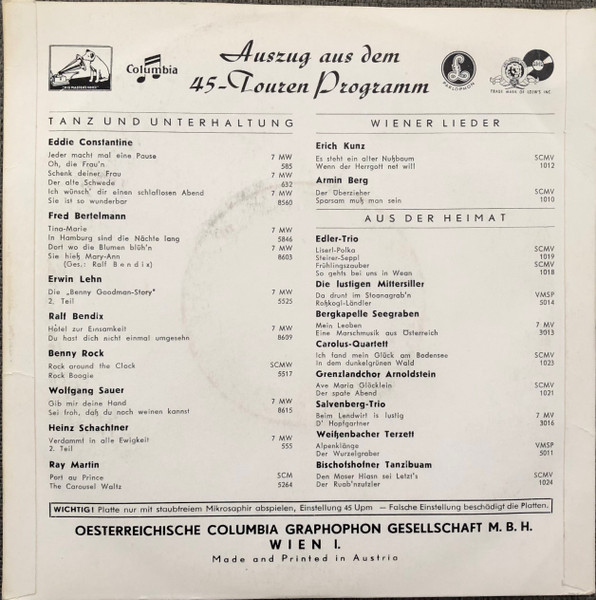 "HIS MASTER'S VOICE"
Columbia
Auszug aus dem
45-Touren Programm
PARLOPHON
TRADE MARK OF LOEW'S, INC.
TANZ UND UNTERHALTUNG
Eddie Constantine
Jeder macht mal eine Pause 7 MW
Oh, die Frau'n 585
Schenk deiner Frau 7 MW
Der alte Schwede 632
Ich wünsch' dir einen schlaflosen Abend 7 MW
Sie ist so wunderbar 8560
Fred Bertelmann
Tina-Marie 7 MW
In Hamburg sind die Nächte lang 5846
Dort wo die Blumen blüh'n 7 MW
Sie hieß Mary-Ann 8603
(Ges.: Ralf Bendix)
Erwin Lehn
Die „Benny Goodman-Story" 7 MW
2. Teil 5525
Ralf Bendix
Hotel zur Einsamkeit 7 MW
Du hast dich nicht einmal umgesehn 8609
Benny Rock
Rock around the Clock SCMW
Rock Boogie 5517
Wolfgang Sauer
Gib mir deine Hand 7 MW
Sei froh, daß du noch weinen kannst 8615
Heinz Schachtner
Verdammt in alle Ewigkeit 7 MW
2. Teil 555
Ray Martin
Port au Prince SCM
The Carousel Waltz 5264
WIENER LIEDER
Erich Kunz
Es steht ein alter Nußbaum SCMV
Wenn der Herrgott net will 1012
Armin Berg
Der Überzieher SCMV
Sparsam muß man sein 1010
AUS DER HEIMAT
Edler-Trio
Liserl-Polka SCMV
Steirer-Seppl 1019
Frühlingszauber SCMV
So gehts bei uns in Wean 1018
Die lustigen Mittersiller
Da drunt im Stoanagrab'n VMSP
Roßkogl-Ländler 5014
Bergkapelle Seegraben
Mein Leoben 7 MV
Eine Marschmusik aus Österreich 3013
Carolus-Quartett
Ich fand mein Glück am Bodensee SCMV
In dem dunkelgrünen Wald 1023
Grenzlandchor Arnoldstein
Ave Maria Glöcklein SCMV
Der spate Abend 1021
Salvenberg-Trio
Beim Lendwirt is lustig 7 MV
D' Hopfgartner 3016
Weißenbacher Terzett
Alpenklänge VMSP
Der Wurzelgraber 5011
Bischofshofner Tanzibuam
Den Moser Hiasn sei Letzt's SCMV
Der Ruab'nzutzler 1024
WICHTIG! Platte nur mit staubfreiem Mikrosaphir abspielen, Einstellung 45 Upm — Falsche Einstellung beschädigt die Platten.
OESTERREICHISCHE COLUMBIA GRAPHOPHON GESELLSCHAFT M. B. H.
WIEN I.
Made and Printed in Austria